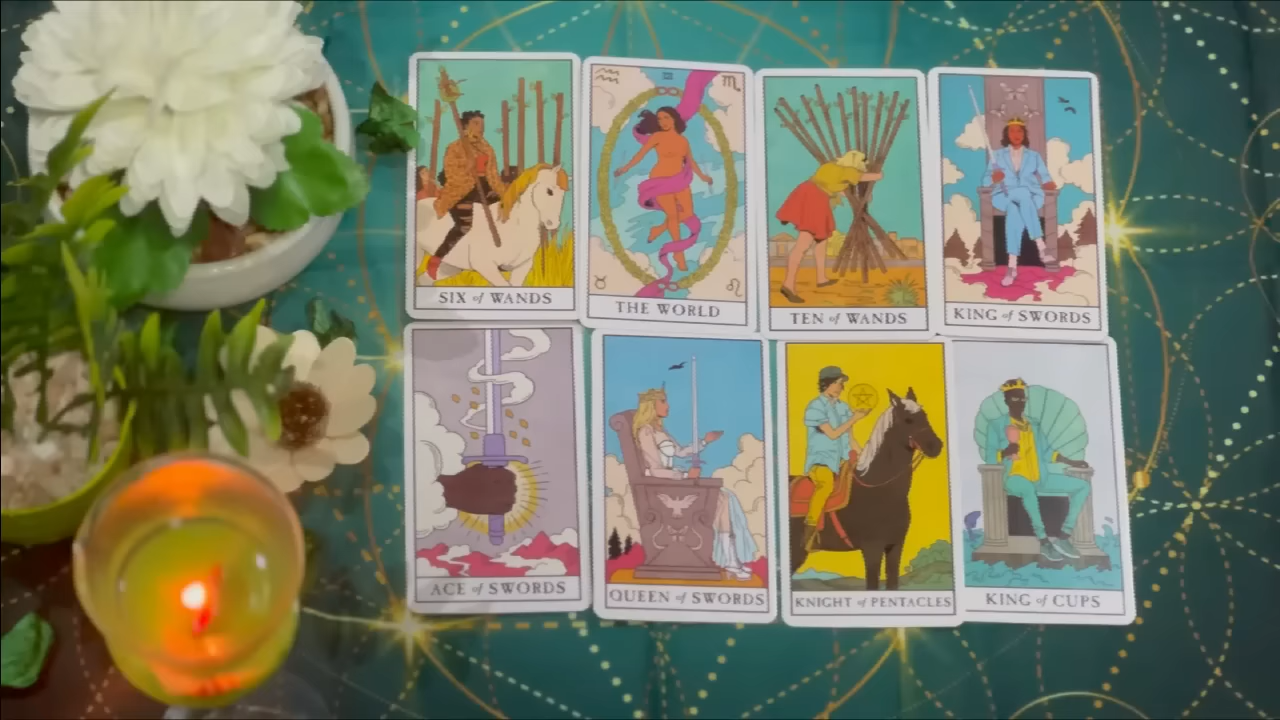 SIX of WANDS
THE WORLD
TEN of WANDS
KING of SWORDS
ACE of SWORDS
QUEEN of SWORDS
KNIGHT of PENTACLES
KING of CUPS